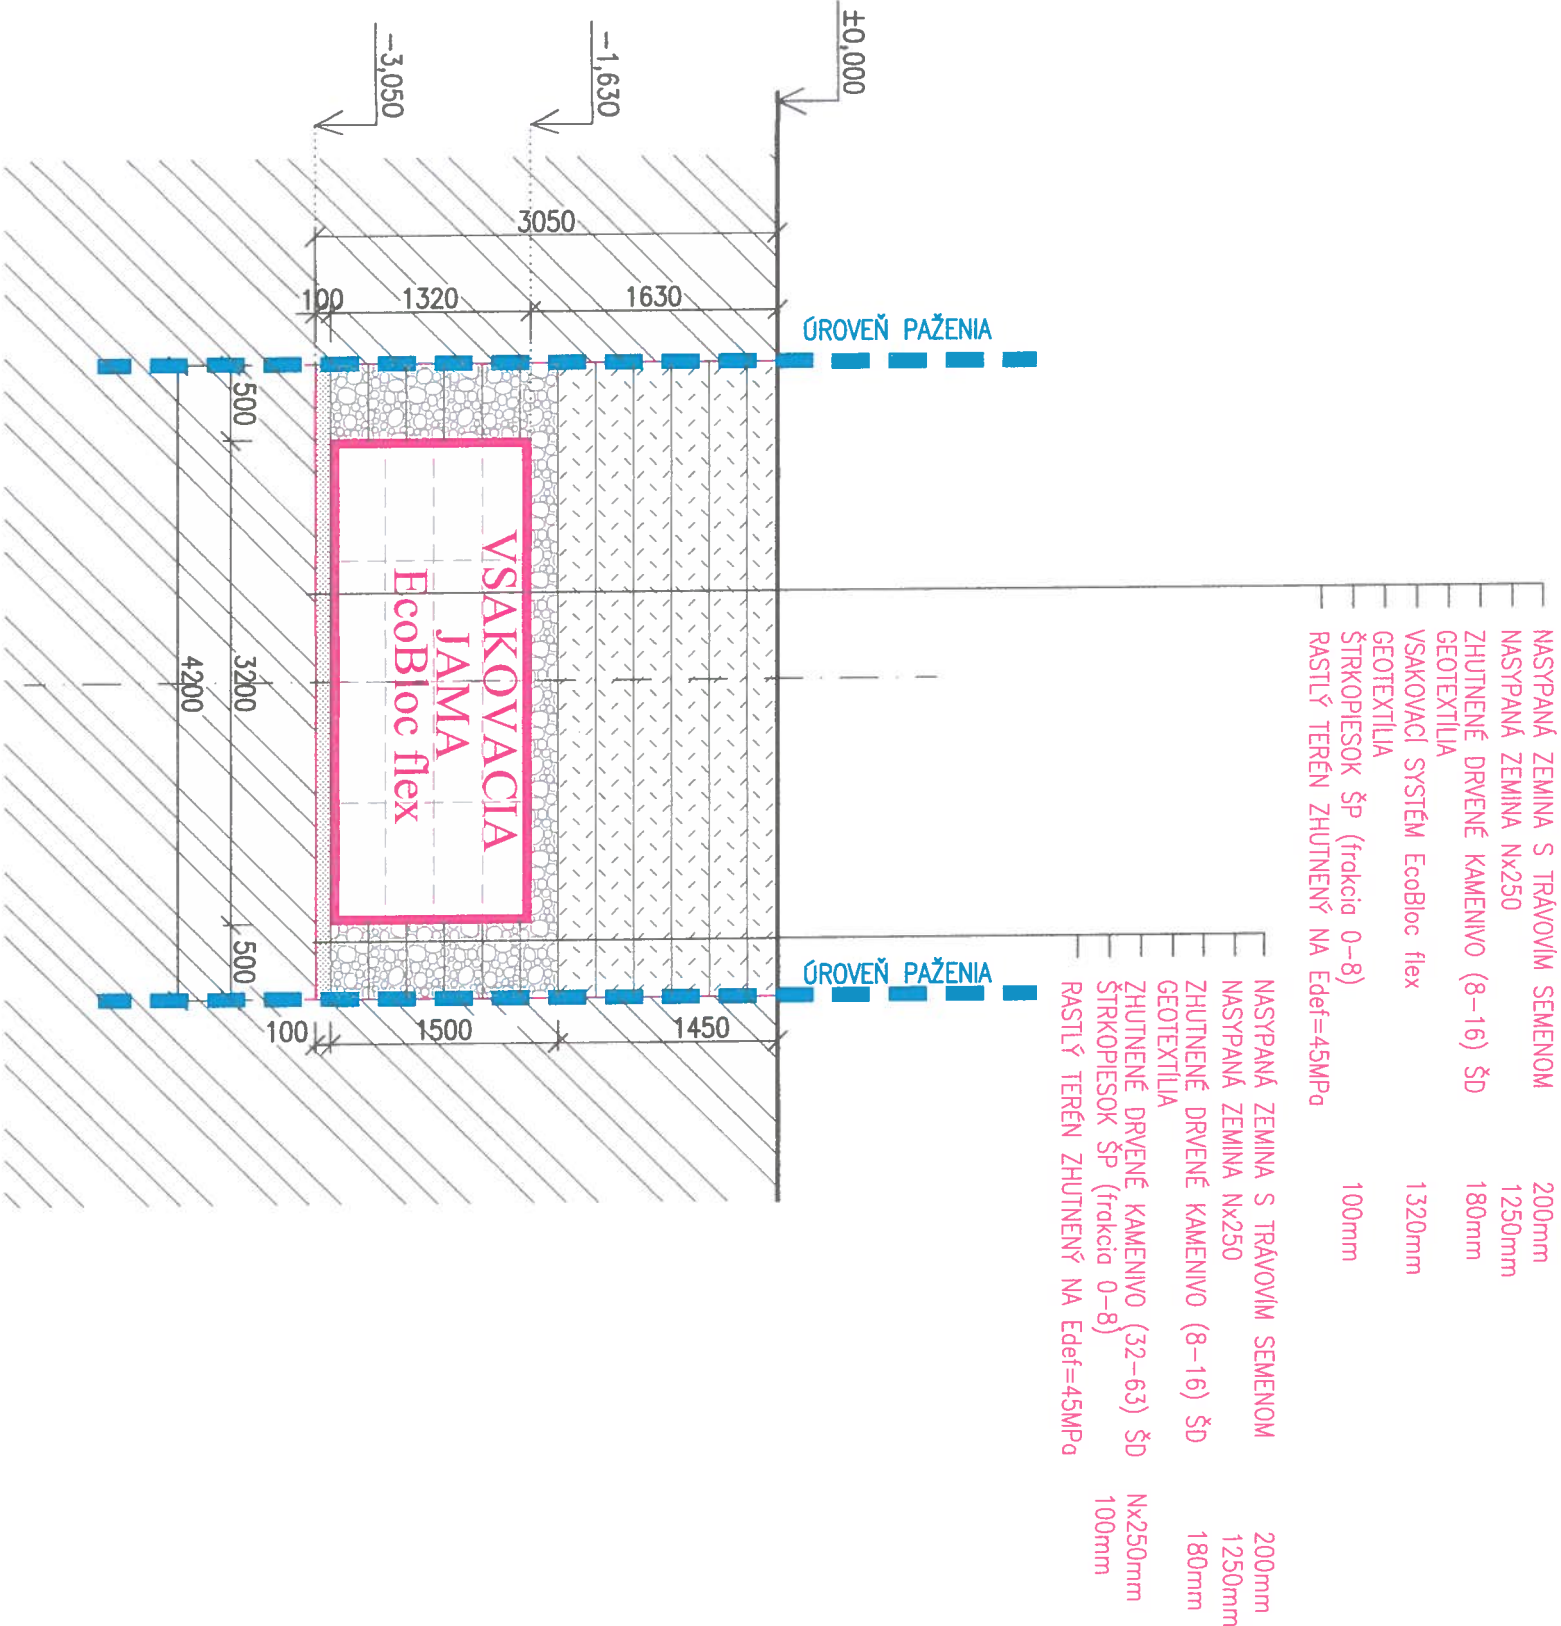 NASYPANÁ ZEMINA S TRÁVOVÍM SEMENOM 200mm
NASYPANÁ ZEMINA Nx250 1250mm
ZHUTNENÉ DRVENÉ KAMENIVO (8-16) ŠD 180mm
GEOTEXTÍLIA
VSAKOVACÍ SYSTÉM EcoBloc flex 1320mm
GEOTEXTÍLIA
ŠTRKOPIESOK ŠP (frakcia 0-8) 100mm
RASTLÝ TERÉN ZHUTNENÝ NA Edef=45MPa
NASYPANÁ ZEMINA S TRÁVOVÍM SEMENOM 200mm
NASYPANÁ ZEMINA Nx250 1250mm
ZHUTNENÉ DRVENÉ KAMENIVO (8-16) ŠD 180mm
GEOTEXTÍLIA
ZHUTNENÉ DRVENÉ KAMENIVO (32-63) ŠD Nx250mm
ŠTRKOPIESOK ŠP (frakcia 0-8) 100mm
RASTLÝ TERÉN ZHUTNENÝ NA Edef=45MPa
±0,000
ÚROVEŇ PAŽENIA
ÚROVEŇ PAŽENIA
-1,630
-3,050
3050
1630
1320
100
1450
1500
100
VSAKOVACIA
JAMA
EcoBloc flex
500
3200
500
4200